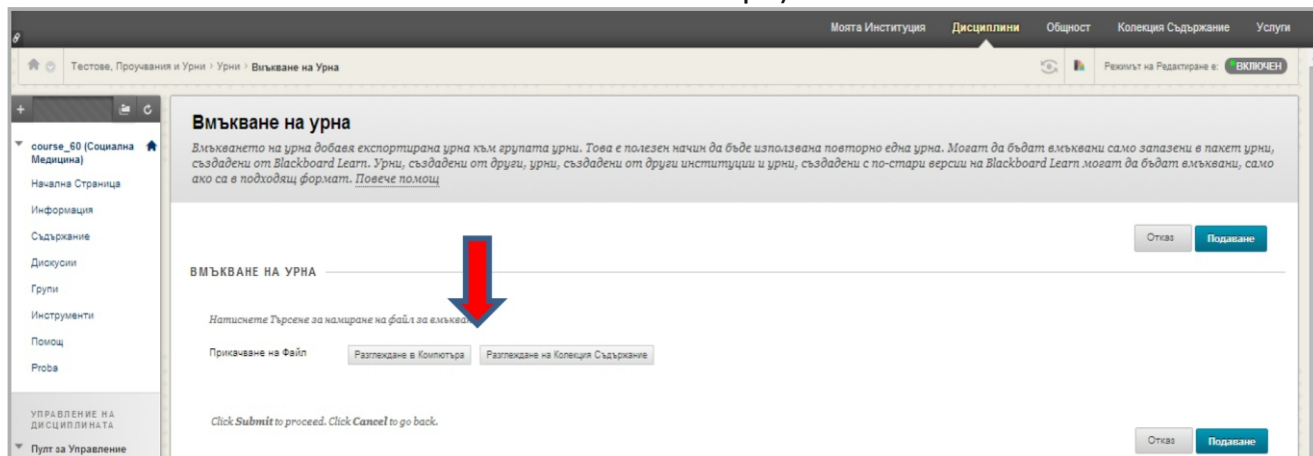 Моята Институция Дисциплини Общност Колекция Съдържание Услуги
Тестове, Проучвания и Урни Урни Вмъкване на Урна Режимът на Редактиране е: ВКЛЮЧЕН
Вмъкване на урна
Вмъкването на урна добавя експортирана урна към групата урни. Това е полезен начин да бъде използвана повторно една урна. Могат да бъдат вмъквани само запазени в пакет урни,
създадени от Blackboard Learn. Урни, създадени от други, урни, създадени от други институции и урни, създадени с по-стари версии на Blackboard Learn могат да бъдат вмъквани, само
ако са в подходящ формат. Повече помощ
course_60 (Социална
Медицина)
Начална Страница
Информация
Съдържание
Дискусии
Групи
Инструменти
Помощ
Proba
УПРАВЛЕНИЕ НА
ДИСЦИПЛИНАТА
Пулт за Управление
Отказ Подаване
ВМЪКВАНЕ НА УРНА
Натиснете Търсене за намиране на файл за
Прикачване на Файл Разглеждане в Компютъра Разглеждане на Колекция Съдържание
Click Submit to proceed. Click Cancel to go back.
Отказ Подаване